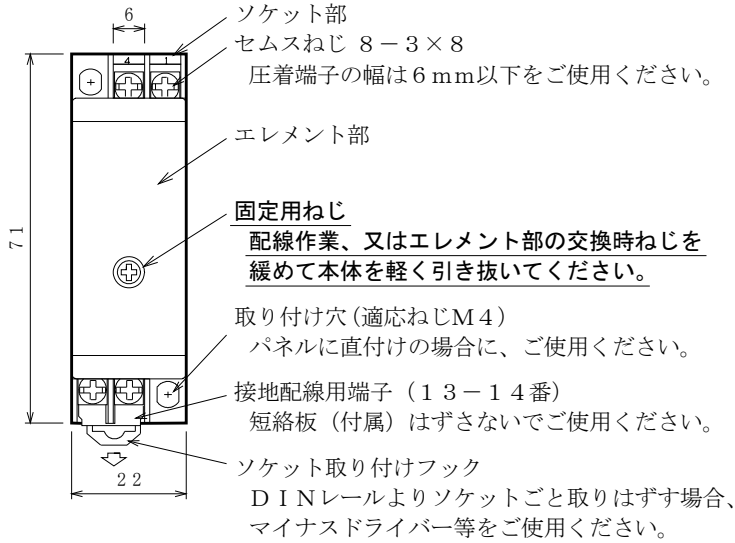 6
ソケット部
セムスねじ ８－３×８
圧着端子の幅は６mm以下をご使用ください。
4 1
エレメント部
71
固定用ねじ
配線作業、又はエレメント部の交換時ねじを
緩めて本体を軽く引き抜いてください。
取り付け穴(適応ねじＭ４)
パネルに直付けの場合に、ご使用ください。
接地配線用端子（１３－１４番）
短絡板（付属）はずさないでご使用ください。
ソケット取り付けフック
22
ＤＩＮレールよりソケットごと取りはずす場合、
マイナスドライバー等をご使用ください。